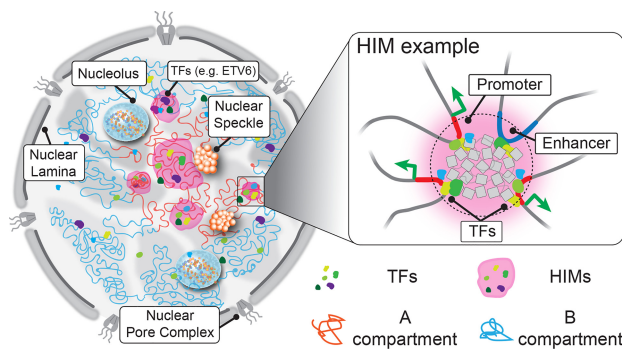 Nucleolus
TFs (e.g. ETV6)
Nuclear
Speckle
Nuclear
Lamina
Nuclear
Pore Complex
HIM example
Promoter
Enhancer
TFs
TFs
HIMs
A
compartment
B
compartment